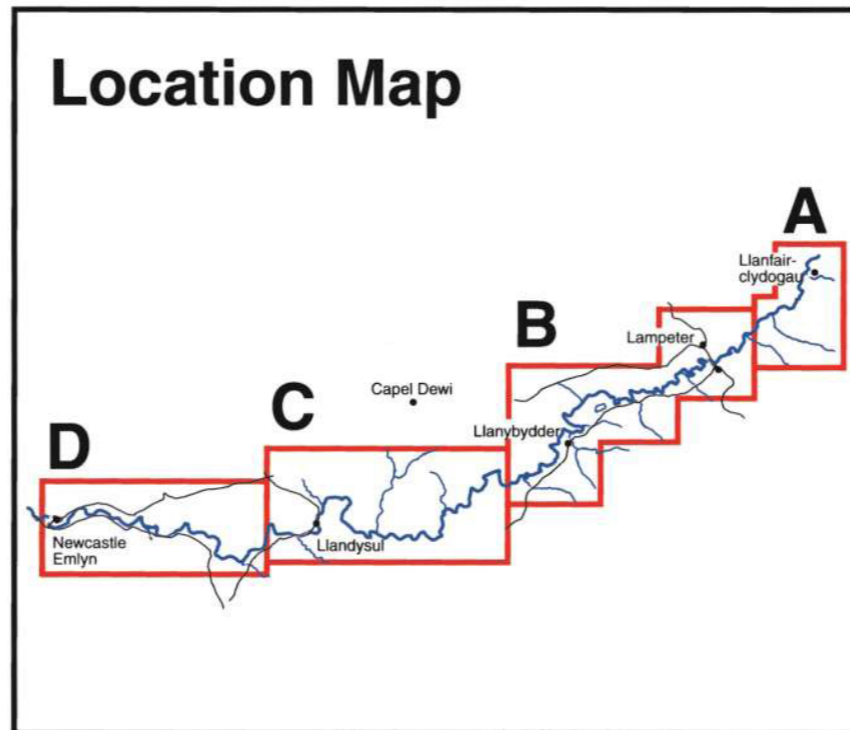 Location Map
A
Llanfair-
clydogau
B
Lampeter
C
Capel Dewi
Llanybydder
D
Newcastle
Emlyn
Llandysul